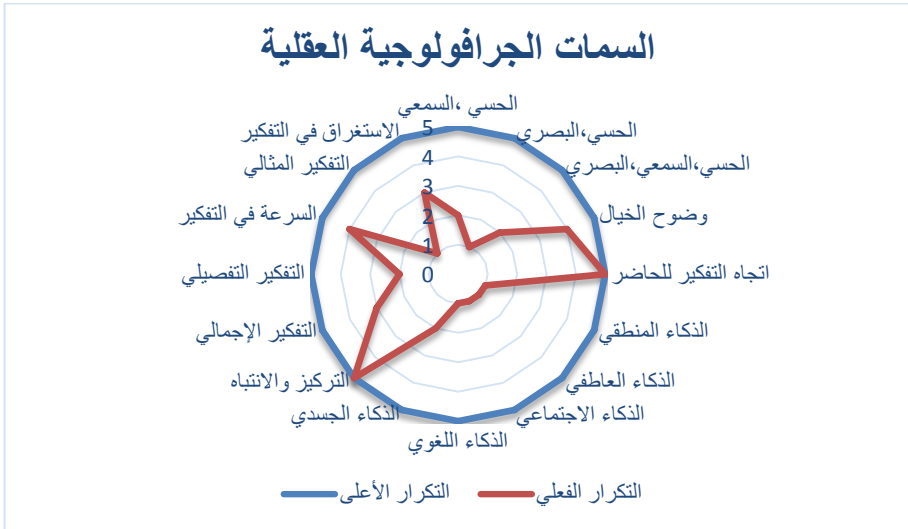 السمات الجرافولوجية العقلية
الحسي ،السمعي
الحسي،البصري
الحسي،السمعي،البصري
وضوح الخيال
اتجاه التفكير للحاضر
الذكاء المنطقي
الذكاء العاطفي
الذكاء الاجتماعي
الذكاء اللغوي
الذكاء الجسدي
التركيز والانتباه
التفكير الإجمالي
التفكير التفصيلي
السرعة في التفكير
التفكير المثالي
الاستغراق في التفكير
5
4
3
2
1
0
التكرار الأعلى
التكرار الفعلي